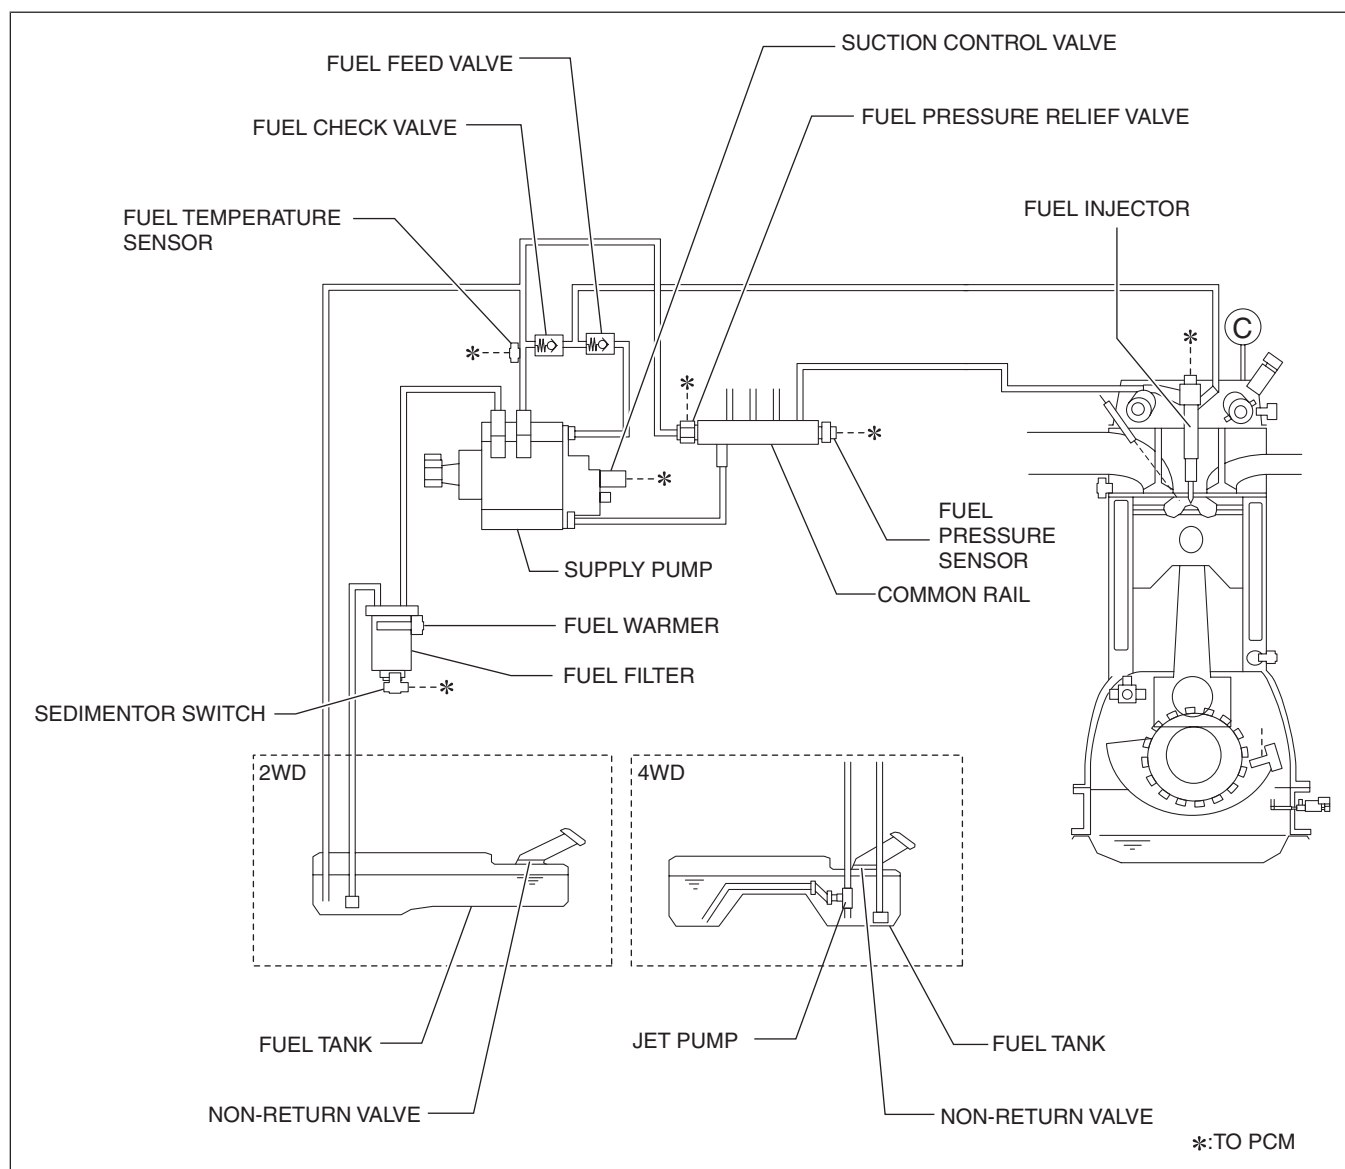 SUCTION CONTROL VALVE
FUEL FEED VALVE
FUEL PRESSURE RELIEF VALVE
FUEL CHECK VALVE
FUEL INJECTOR
FUEL TEMPERATURE
SENSOR
C
*
*
*
*
*
FUEL
PRESSURE
SENSOR
SUPPLY PUMP
COMMON RAIL
FUEL WARMER
FUEL FILTER
*
SEDIMENTOR SWITCH
2WD
4WD
FUEL TANK
JET PUMP
FUEL TANK
NON-RETURN VALVE
NON-RETURN VALVE
*:TO PCM